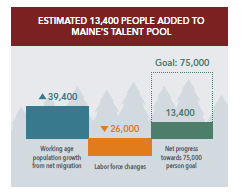 ESTIMATED 13,400 PEOPLE ADDED TO
MAINE'S TALENT POOL
Goal: 75,000
▲39,400
▼26,000
13,400
Working age
population growth
from net migration
Labor force changes
Net progress
towards 75,000
person goal